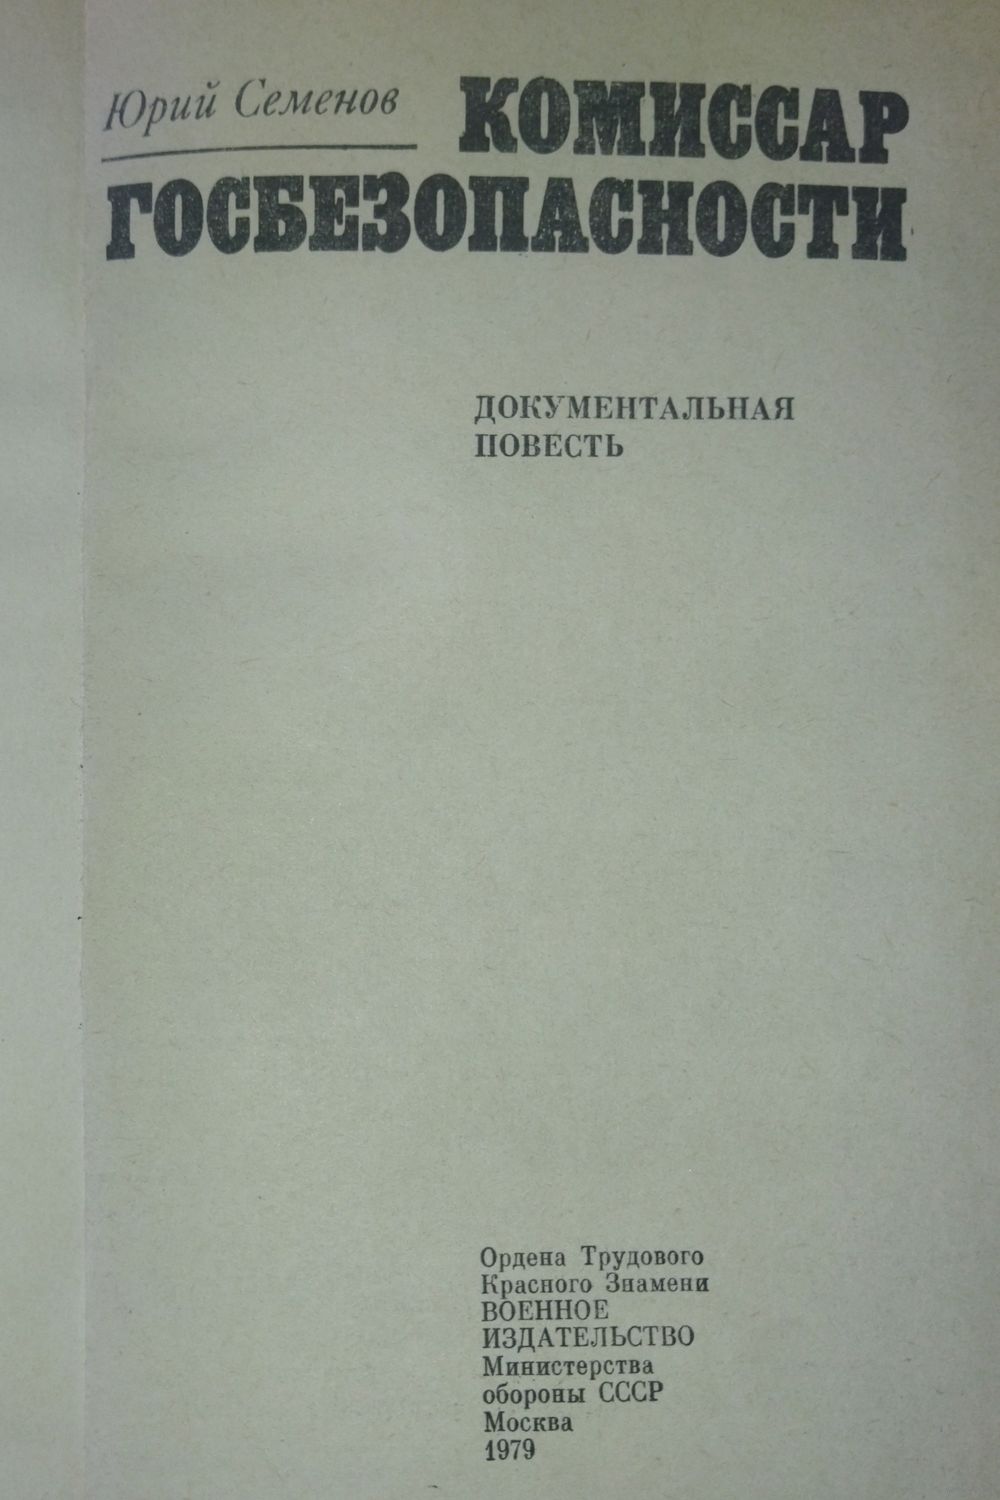 Юрий Семенов
КОМИССАР
ГОСБЕЗОПАСНОСТИ
ДОКУМЕНТАЛЬНАЯ
ПОВЕСТЬ
Ордена Трудового
Красного Знамени
ВОЕННОЕ
ИЗДАТЕЛЬСТВО
Министерства
обороны СССР
Москва
1979